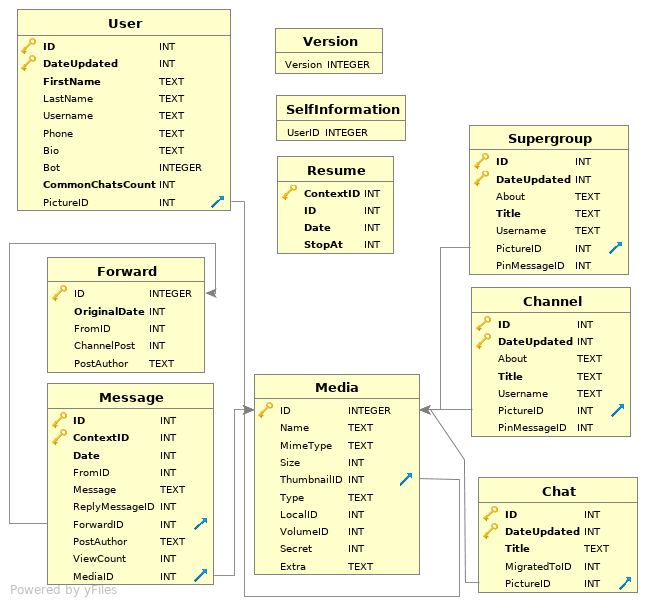 User
ID INT
DateUpdated INT
FirstName TEXT
LastName TEXT
Username TEXT
Phone TEXT
Bio TEXT
Bot INTEGER
CommonChatsCount INT
PictureID INT
Version
Version INTEGER
SelfInformation
UserID INTEGER
Resume
ContextID INT
ID INT
Date INT
StopAt INT
Supergroup
ID INT
DateUpdated INT
About TEXT
Title TEXT
Username TEXT
PictureID INT
PinMessageID INT
Forward
ID INTEGER
OriginalDate INT
FromID INT
ChannelPost INT
PostAuthor TEXT
Channel
ID INT
DateUpdated INT
About TEXT
Title TEXT
Username TEXT
PictureID INT
PinMessageID INT
Message
ID INT
ContextID INT
Date INT
FromID INT
Message TEXT
ReplyMessageID INT
ForwardID INT
PostAuthor TEXT
ViewCount INT
MediaID INT
Media
ID INTEGER
Name TEXT
MimeType TEXT
Size INT
ThumbnailID INT
Type TEXT
LocalID INT
VolumeID INT
Secret INT
Extra TEXT
Chat
ID INT
DateUpdated INT
Title TEXT
MigratedToID INT
PictureID INT
Powered by yFiles